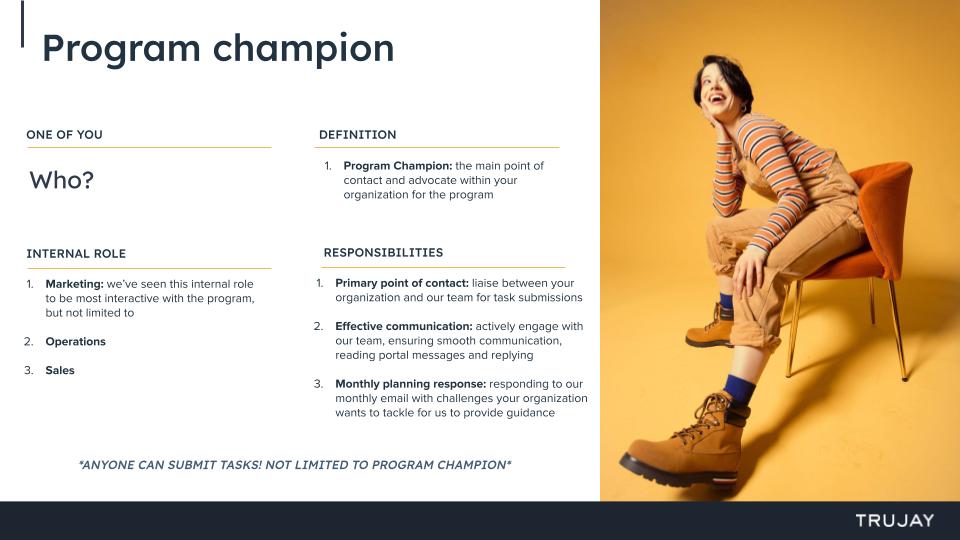 Program champion
ONE OF YOU
Who?
DEFINITION
1. Program Champion: the main point of
contact and advocate within your
organization for the program
INTERNAL ROLE
1. Marketing: we've seen this internal role
to be most interactive with the program,
but not limited to
2. Operations
3. Sales
RESPONSIBILITIES
1. Primary point of contact: liaise between your
organization and our team for task submissions
2. Effective communication: actively engage with
our team, ensuring smooth communication,
reading portal messages and replying
3. Monthly planning response: responding to our
monthly email with challenges your organization
wants to tackle for us to provide guidance
*ANYONE CAN SUBMIT TASKS! NOT LIMITED TO PROGRAM CHAMPION*
TRUJAY